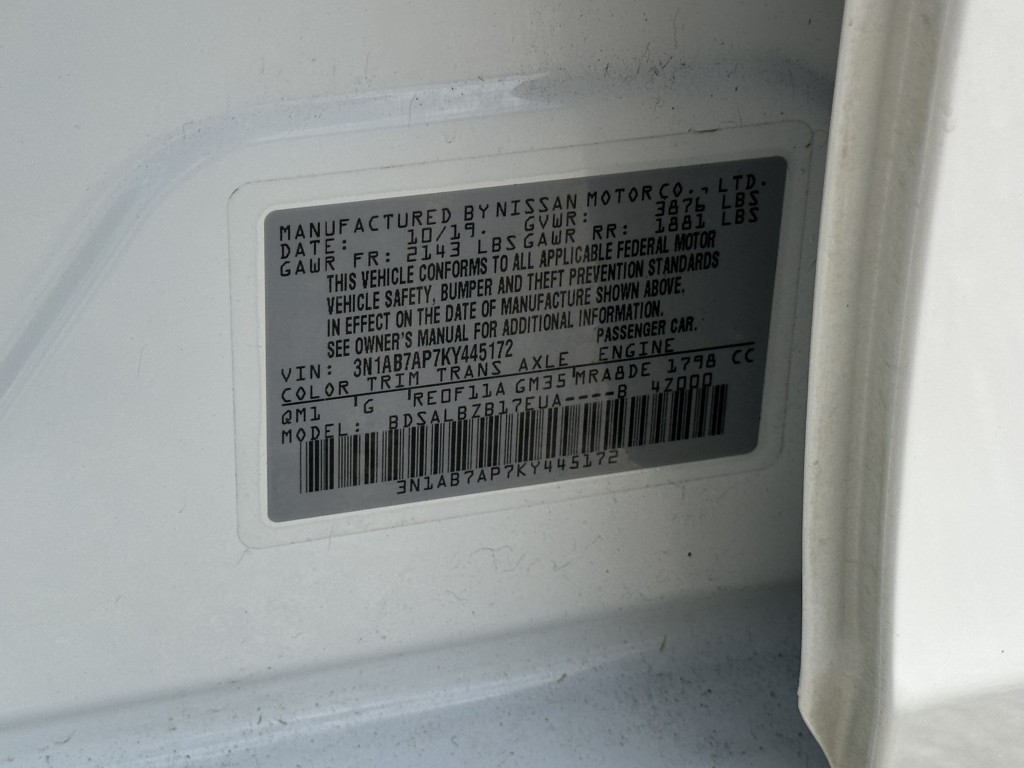 MANUFACTURED BY NISSAN MOTOR CO., LTD.
DATE: 10/19. GVWR: 3876 LBS
GAWR FR: 2143 LBS GAWR RR: 1881 LBS
THIS VEHICLE CONFORMS TO ALL APPLICABLE FEDERAL MOTOR
VEHICLE SAFETY, BUMPER AND THEFT PREVENTION STANDARDS
IN EFFECT ON THE DATE OF MANUFACTURE SHOWN ABOVE.
SEE OWNER'S MANUAL FOR ADDITIONAL INFORMATION.
VIN: 3N1AB7AP7KY445172 PASSENGER CAR.
COLOR TRIM TRANS AXLE ENGINE
QM1 G RE0F11A GM35 MRA8DE 1798 CC
MODEL: BDSALBZB17EUA----B 47000
3N1AB7AP7KY445172